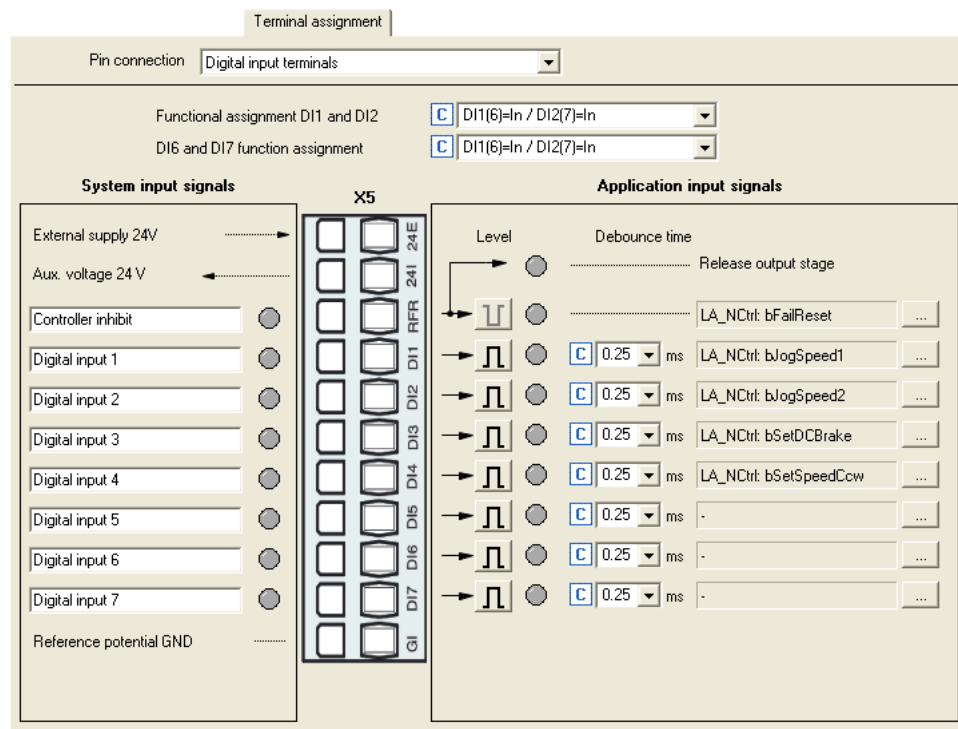 Terminal assignment
Pin connection Digital input terminals
Functional assignment DI1 and DI2 C DI1(6)=In / DI2(7)=In
DI6 and DI7 function assignment C DI1(6)=In / DI2(7)=In
System input signals X5 Application input signals
External supply 24V 24E Level Debounce time
Aux. voltage 24 V 24I Release output stage
Controller inhibit RFR LA_NCtrl: bFailReset ...
Digital input 1 DI1 C 0.25 ms LA_NCtrl: bJogSpeed1 ...
Digital input 2 DI2 C 0.25 ms LA_NCtrl: bJogSpeed2 ...
Digital input 3 DI3 C 0.25 ms LA_NCtrl: bSetDCBrake ...
Digital input 4 DI4 C 0.25 ms LA_NCtrl: bSetSpeedCcw ...
Digital input 5 DI5 C 0.25 ms - ...
Digital input 6 DI6 C 0.25 ms - ...
Digital input 7 DI7 C 0.25 ms - ...
Reference potential GND GI